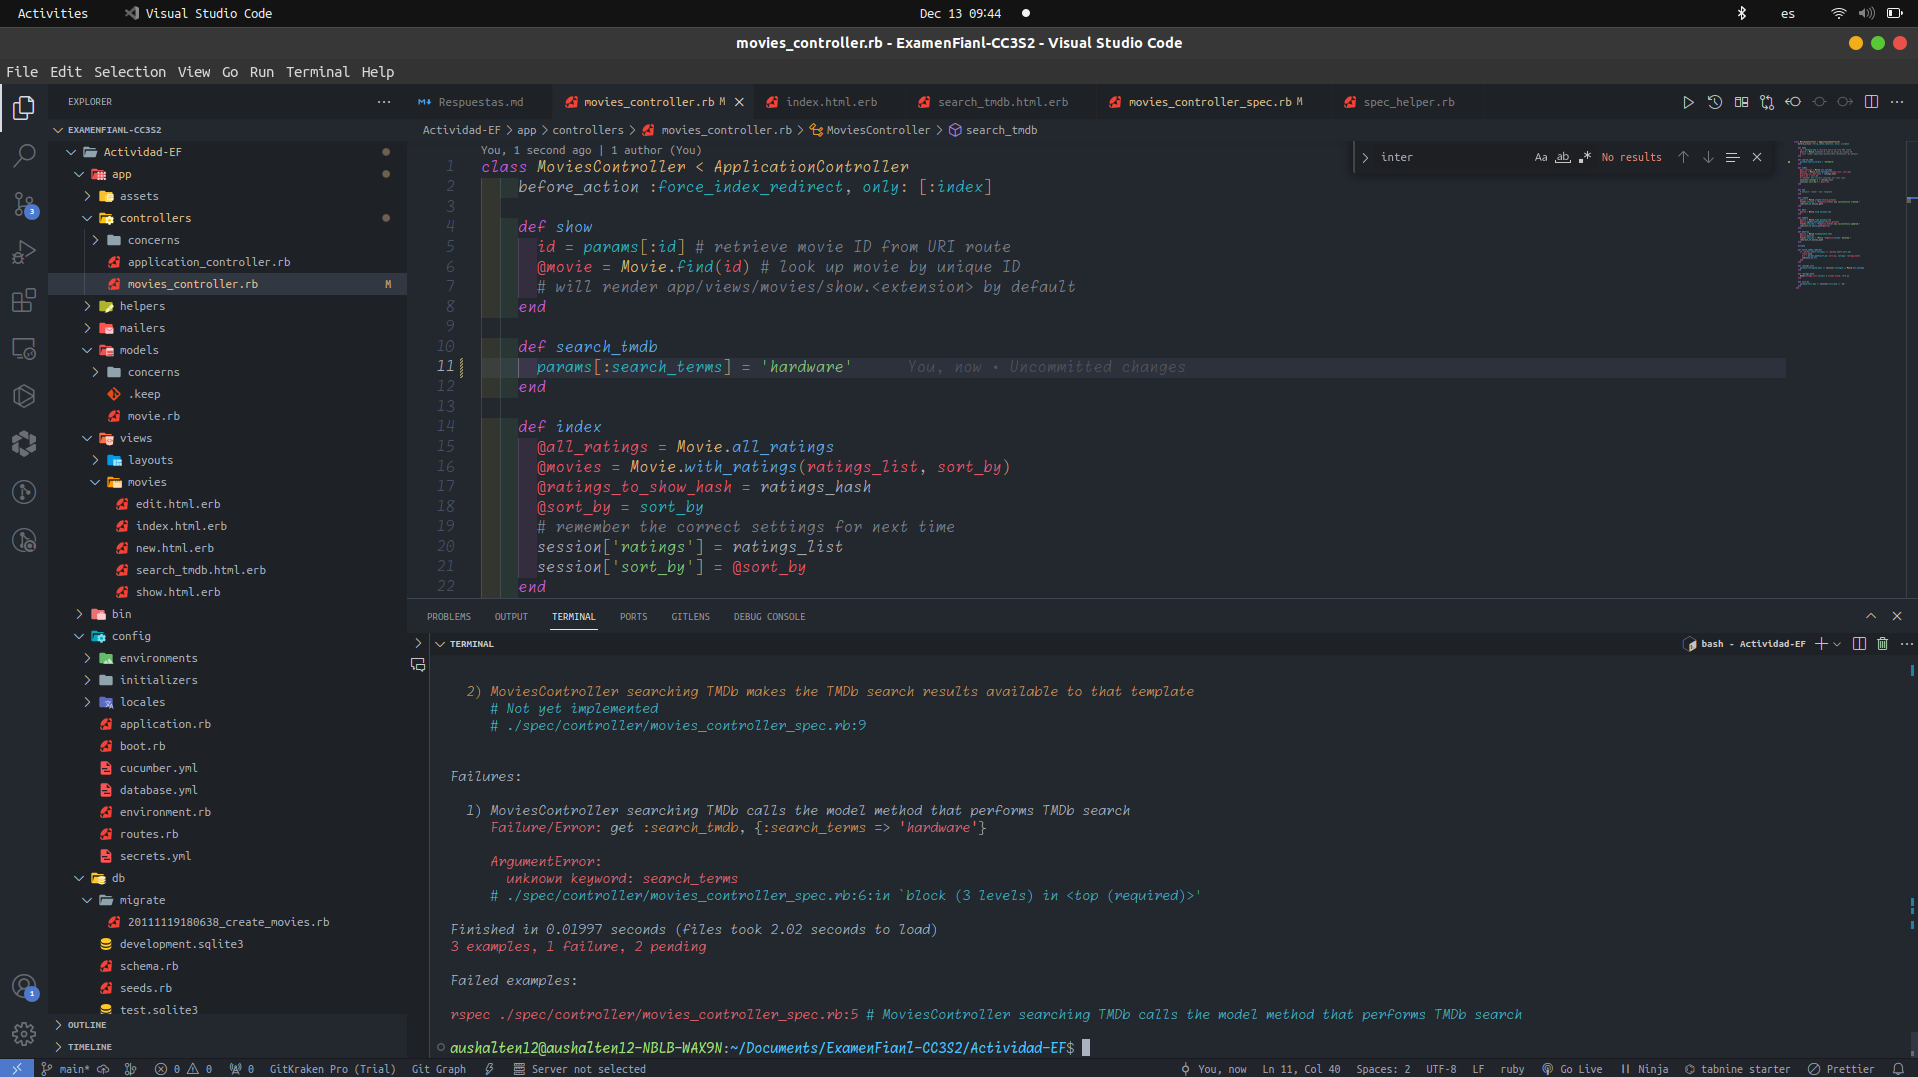 Activities
Visual Studio Code
Dec 13 09:44
es
movies_controller.rb - ExamenFianl-CC3S2 - Visual Studio Code
File Edit Selection View Go Run Terminal Help
EXPLORER
EXAMENFIANL-CC3S2
Actividad-EF
app
assets
controllers
concerns
application_controller.rb
movies_controller.rb M
helpers
mailers
models
concerns
.keep
movie.rb
views
layouts
movies
edit.html.erb
index.html.erb
new.html.erb
search_tmdb.html.erb
show.html.erb
bin
config
environments
initializers
locales
application.rb
boot.rb
cucumber.yml
database.yml
environment.rb
routes.rb
secrets.yml
db
migrate
20111119180638_create_movies.rb
development.sqlite3
schema.rb
seeds.rb
test.sqlite3
OUTLINE
TIMELINE
3
1
Respuestas.md
movies_controller.rb M
index.html.erb
search_tmdb.html.erb
movies_controller_spec.rb M
spec_helper.rb
Actividad-EF > app > controllers > movies_controller.rb > MoviesController > search_tmdb
inter
Aa ab .* No results
You, 1 second ago | 1 author (You)
1 class MoviesController < ApplicationController
2 before_action :force_index_redirect, only: [:index]
3
4 def show
5 id = params[:id] # retrieve movie ID from URI route
6 @movie = Movie.find(id) # look up movie by unique ID
7 # will render app/views/movies/show.<extension> by default
8 end
9
10 def search_tmdb
11 params[:search_terms] = 'hardware' You, now • Uncommitted changes
12 end
13
14 def index
15 @all_ratings = Movie.all_ratings
16 @movies = Movie.with_ratings(ratings_list, sort_by)
17 @ratings_to_show_hash = ratings_hash
18 @sort_by = sort_by
19 # remember the correct settings for next time
20 session['ratings'] = ratings_list
21 session['sort_by'] = @sort_by
22 end
PROBLEMS OUTPUT TERMINAL PORTS GITLENS DEBUG CONSOLE
TERMINAL
bash - Actividad-EF
2) MoviesController searching TMDb makes the TMDb search results available to that template
# Not yet implemented
# ./spec/controller/movies_controller_spec.rb:9
Failures:
1) MoviesController searching TMDb calls the model method that performs TMDb search
Failure/Error: get :search_tmdb, {:search_terms => 'hardware'}
ArgumentError:
unknown keyword: search_terms
# ./spec/controller/movies_controller_spec.rb:6:in `block (3 levels) in <top (required)>'
Finished in 0.01997 seconds (files took 2.02 seconds to load)
3 examples, 1 failure, 2 pending
Failed examples:
rspec ./spec/controller/movies_controller_spec.rb:5 # MoviesController searching TMDb calls the model method that performs TMDb search
aushalten12@aushalten12-NBLB-WAX9N:~/Documents/ExamenFianl-CC3S2/Actividad-EF$
main* 0 0 0 GitKraken Pro (Trial) Git Graph Server not selected
You, now Ln 11, Col 40 Spaces: 2 UTF-8 LF ruby Go Live Ninja tabnine starter Prettier